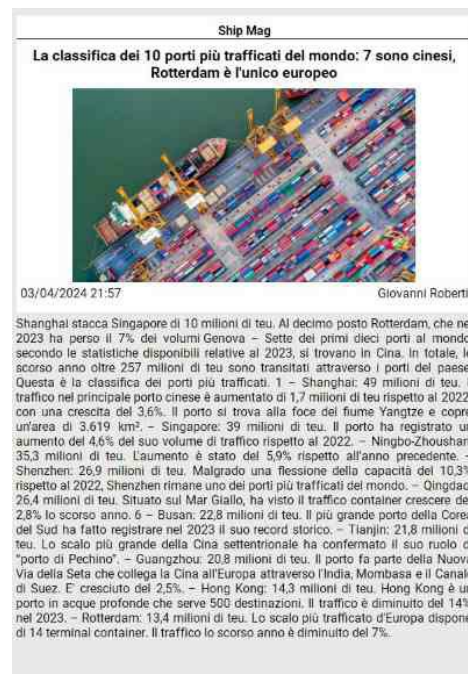 Ship Mag
La classifica dei 10 porti più trafficati del mondo: 7 sono cinesi,
Rotterdam è l'unico europeo
03/04/2024 21:57 Giovanni Roberti
Shanghai stacca Singapore di 10 milioni di teu. Al decimo posto Rotterdam, che ne
2023 ha perso il 7% dei volumi Genova – Sette dei primi dieci porti al mondo
secondo le statistiche disponibili relative al 2023, si trovano in Cina. In totale, l
scorso anno oltre 257 milioni di teu sono transitati attraverso i porti del paese
Questa è la classifica dei porti più trafficati. 1 – Shanghai: 49 milioni di teu.
traffico nel principale porto cinese è aumentato di 1,7 milioni di teu rispetto al 2022
con una crescita del 3,6%. Il porto si trova alla foce del fiume Yangtze e copr
un'area di 3.619 km². – Singapore: 39 milioni di teu. Il porto ha registrato un
aumento del 4,6% del suo volume di traffico rispetto al 2022. – Ningbo-Zhoushan
35,3 milioni di teu. L'aumento è stato del 5,9% rispetto all'anno precedente. –
Shenzhen: 26,9 milioni di teu. Malgrado una flessione della capacità del 10,3%
rispetto al 2022, Shenzhen rimane uno dei porti più trafficati del mondo. – Qingdao
26,4 milioni di teu. Situato sul Mar Giallo, ha visto il traffico container crescere de
2,8% lo scorso anno. 6 – Busan: 22,8 milioni di teu. Il più grande porto della Corea
del Sud ha fatto registrare nel 2023 il suo record storico. – Tianjin: 21,8 milioni d
teu. Lo scalo più grande della Cina settentrionale ha confermato il suo ruolo d
"porto di Pechino". – Guangzhou: 20,8 milioni di teu. Il porto fa parte della Nuova
Via della Seta che collega la Cina all'Europa attraverso l'India, Mombasa e il Canale
di Suez. E' cresciuto del 2,5%. – Hong Kong: 14,3 milioni di teu. Hong Kong è un
porto in acque profonde che serve 500 destinazioni. Il traffico è diminuito del 14%
nel 2023. – Rotterdam: 13,4 milioni di teu. Lo scalo più trafficato d'Europa dispone
di 14 terminal container. Il traffico lo scorso anno è diminuito del 7%.